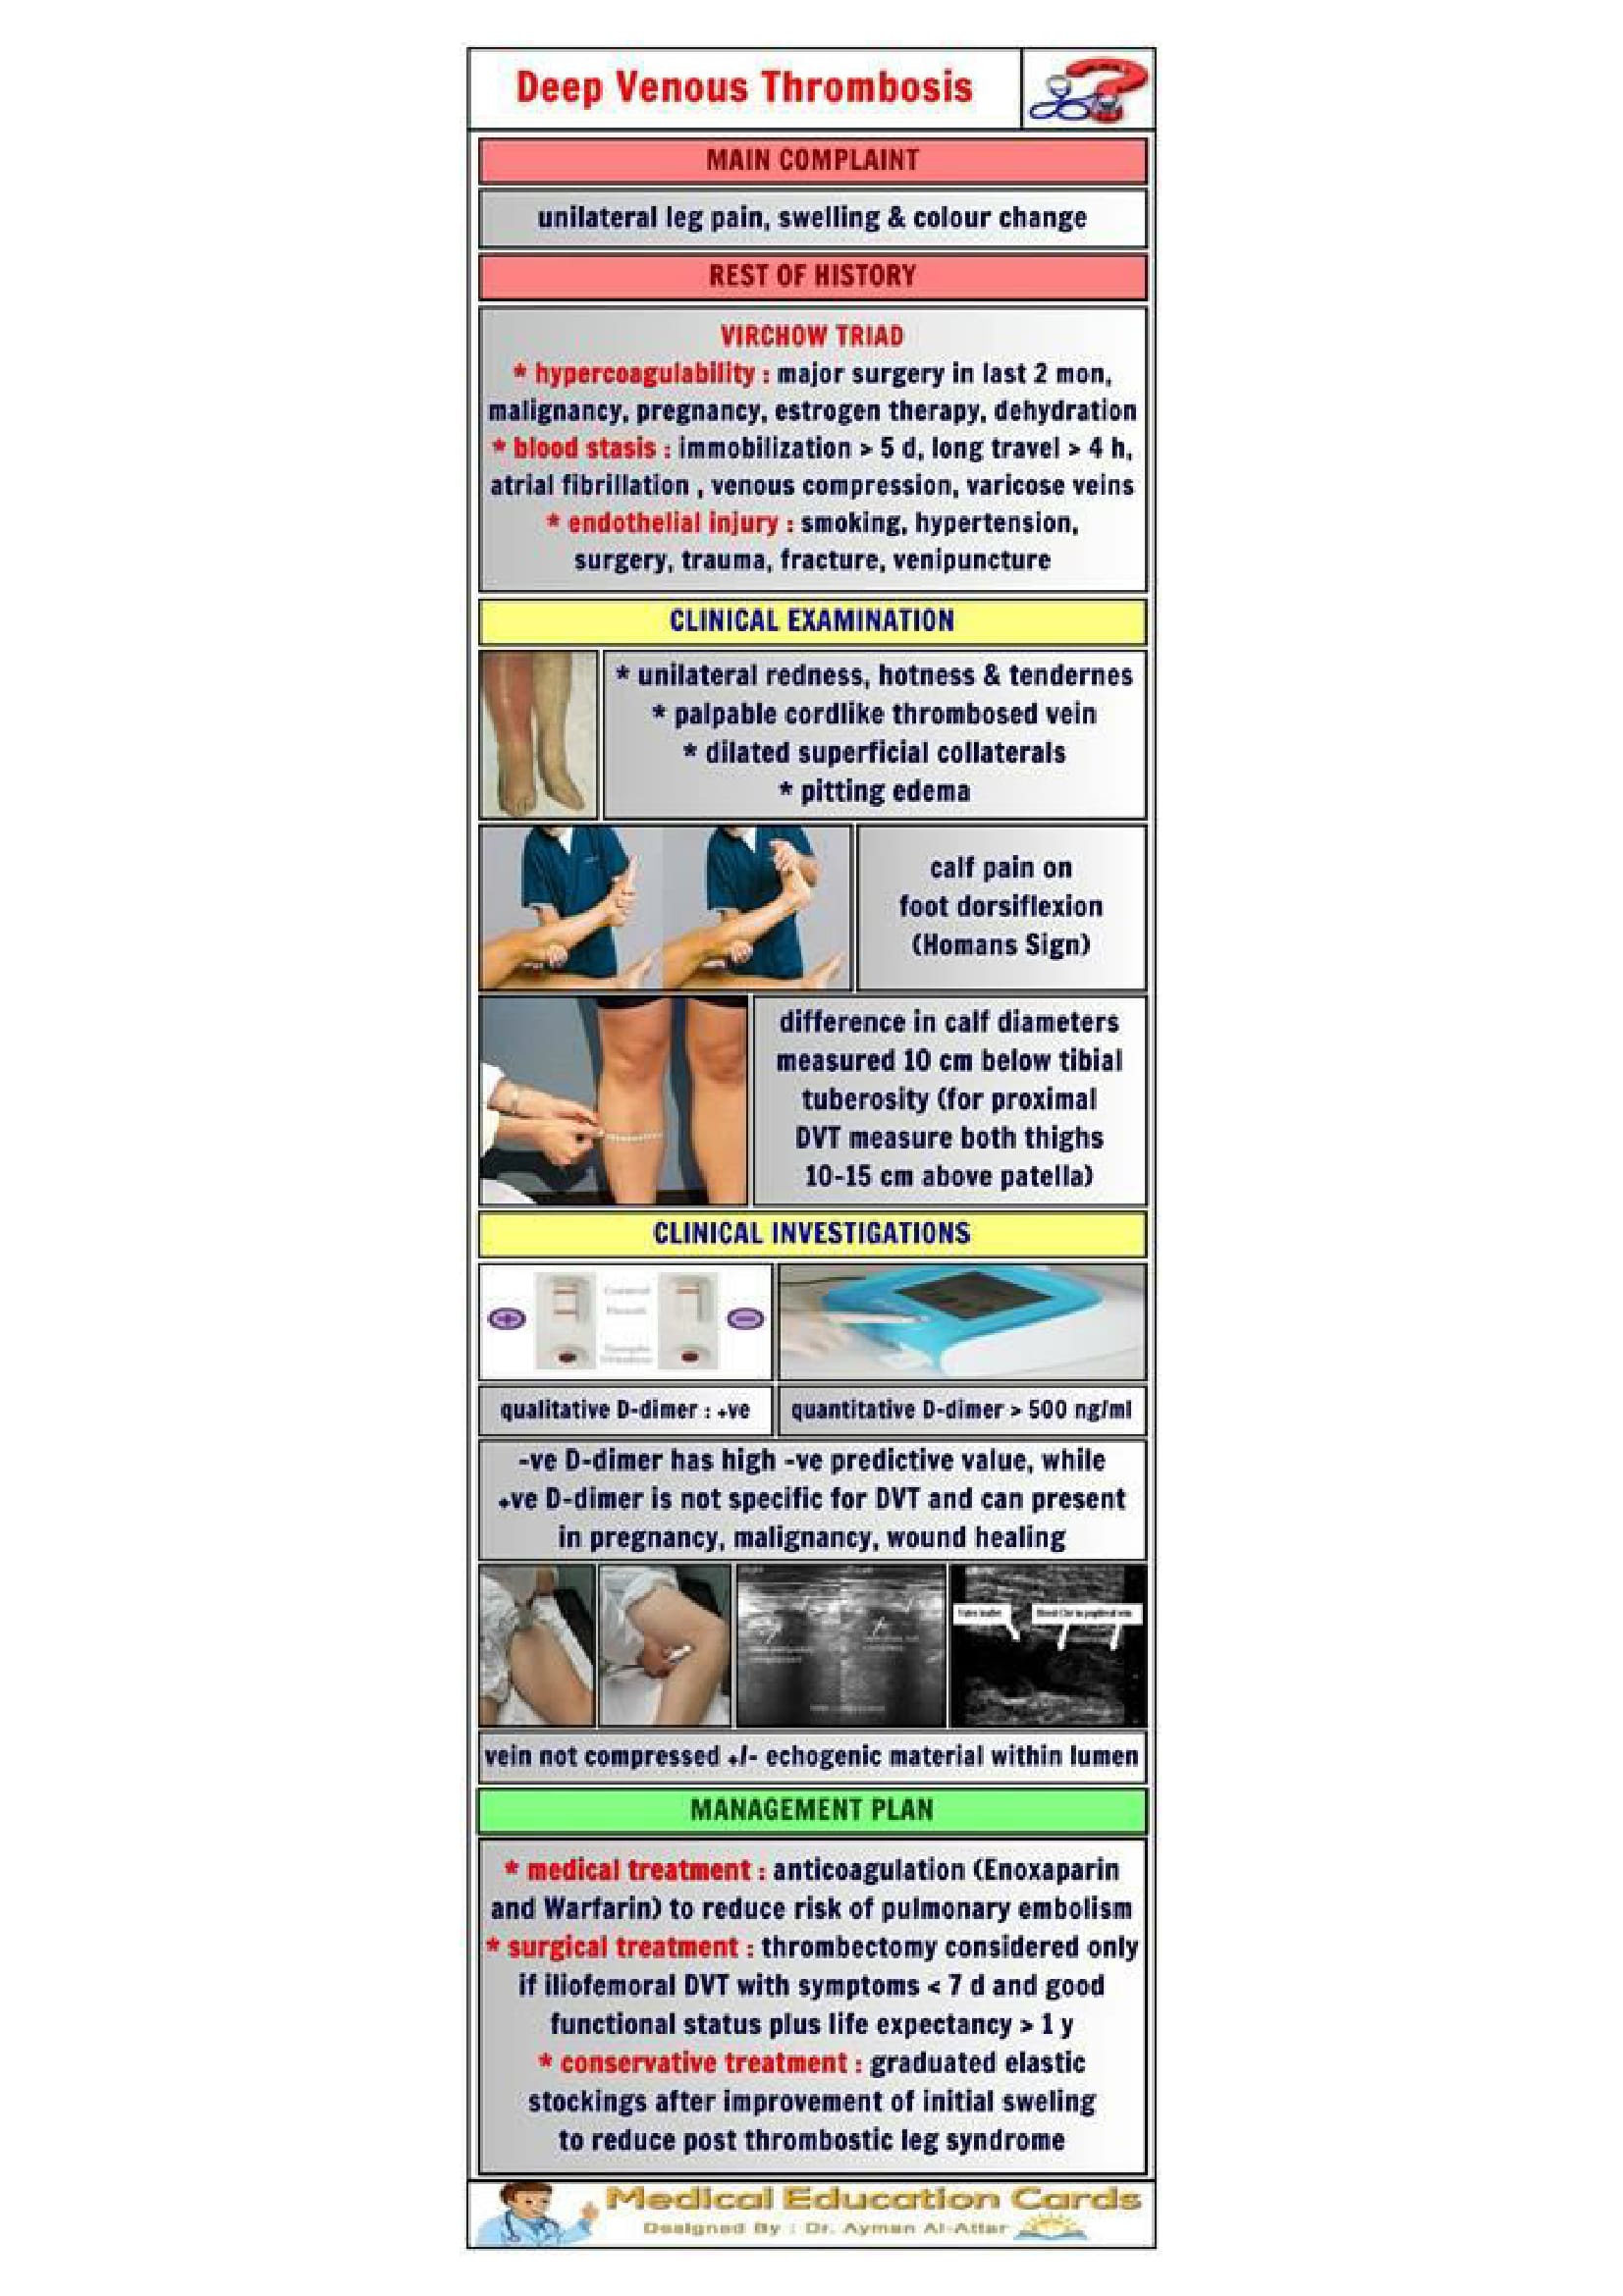 Deep Venous Thrombosis
MAIN COMPLAINT
unilateral leg pain, swelling & colour change
REST OF HISTORY
VIRCHOW TRIAD
* hypercoagulability : major surgery in last 2 mon,
malignancy, pregnancy, estrogen therapy, dehydration
* blood stasis : immobilization > 5 d, long travel > 4 h,
atrial fibrillation , venous compression, varicose veins
* endothelial injury : smoking, hypertension,
surgery, trauma, fracture, venipuncture
CLINICAL EXAMINATION
* unilateral redness, hotness & tendernes
* palpable cordlike thrombosed vein
* dilated superficial collaterals
* pitting edema
calf pain on
foot dorsiflexion
(Homans Sign)
difference in calf diameters
measured 10 cm below tibial
tuberosity (for proximal
DVT measure both thighs
10-15 cm above patella)
CLINICAL INVESTIGATIONS
qualitative D-dimer : +ve
quantitative D-dimer > 500 ng/ml
-ve D-dimer has high -ve predictive value, while
+ve D-dimer is not specific for DVT and can present
in pregnancy, malignancy, wound healing
Blood Clot in popliteal vein
vein not compressed +/- echogenic material within lumen
MANAGEMENT PLAN
* medical treatment : anticoagulation (Enoxaparin
and Warfarin) to reduce risk of pulmonary embolism
* surgical treatment : thrombectomy considered only
if iliofemoral DVT with symptoms < 7 d and good
functional status plus life expectancy > 1 y
* conservative treatment : graduated elastic
stockings after improvement of initial sweling
to reduce post thrombostic leg syndrome
Medical Education Cards
Designed By : Dr. Ayman Al-Attar